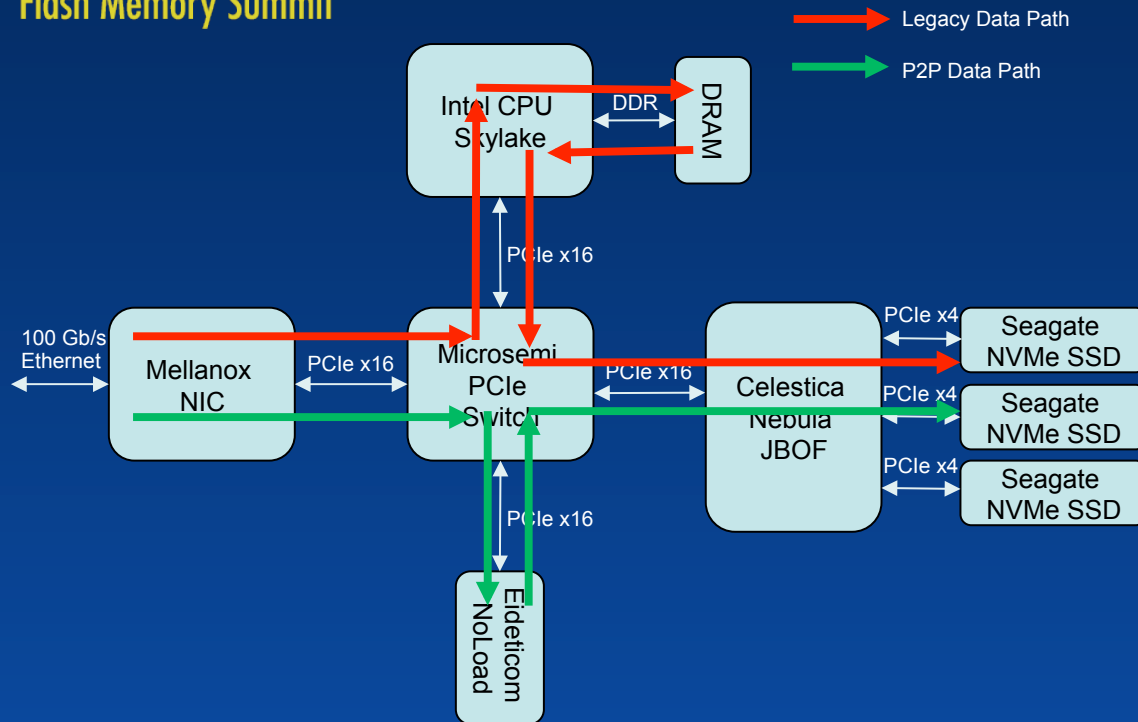 Flash Memory Summit
Legacy Data Path
P2P Data Path
Intel CPU
Skylake
DDR
DRAM
PCIe x16
100 Gb/s
Ethernet
Mellanox
NIC
PCIe x16
Microsemi
PCIe
Switch
PCIe x16
Celestica
Nebula
JBOF
PCIe x4
Seagate
NVMe SSD
PCIe x4
Seagate
NVMe SSD
PCIe x4
Seagate
NVMe SSD
PCIe x16
Eideticom
NoLoad